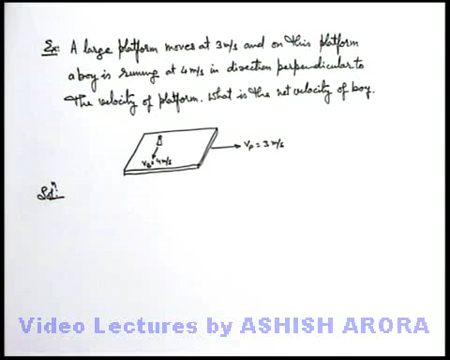 Ex: A large platform moves at 3m/s and on this platform
a boy is running at 4m/s in direction perpendicular to
the velocity of platform. What is the net velocity of boy.
VB = 4m/s
VP = 3 m/s
Solⁿ:
Video Lectures by ASHISH ARORA